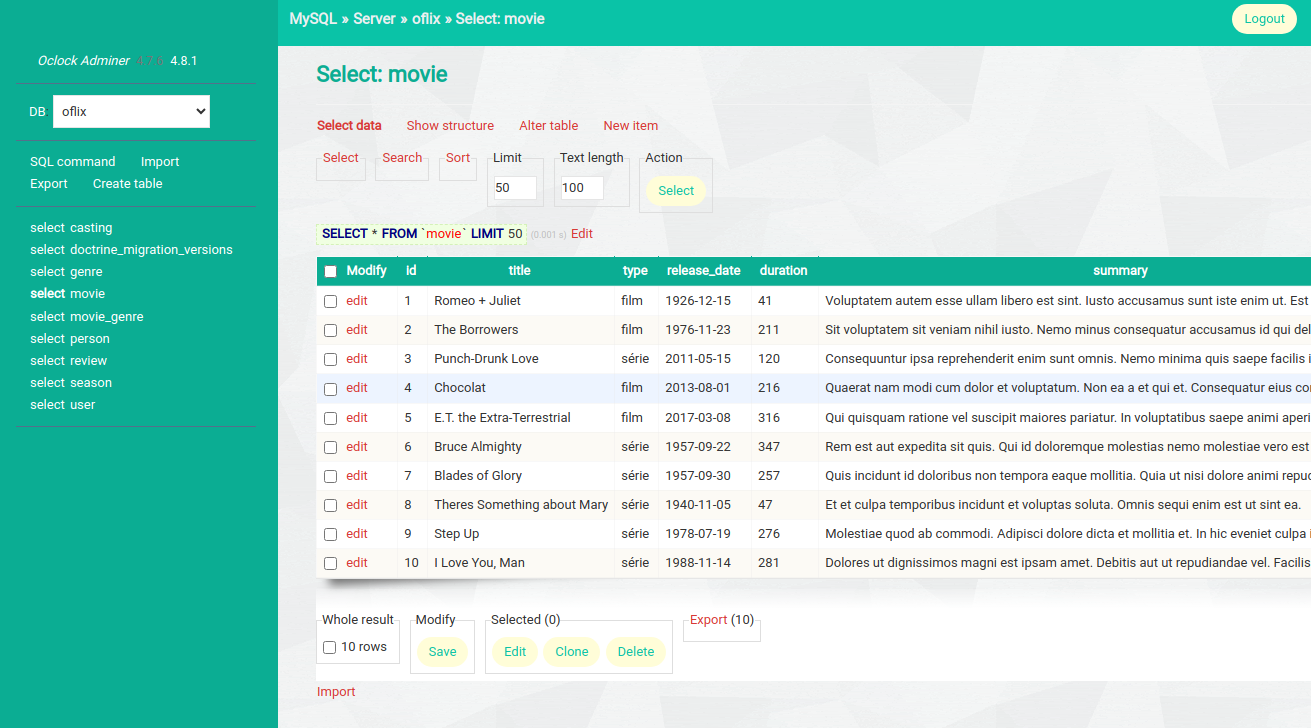 MySQL » Server » oflix » Select: movie
Logout
Oclock Adminer 4.7.6 4.8.1
DB: oflix
SQL command Import
Export Create table
select casting
select doctrine_migration_versions
select genre
select movie
select movie_genre
select person
select review
select season
select user
Select: movie
Select data Show structure Alter table New item
Select Search Sort Limit Text length Action
50 100 Select
SELECT * FROM `movie` LIMIT 50 (0.001 s) Edit
Modify id title type release_date duration summary
edit 1 Romeo + Juliet film 1926-12-15 41 Voluptatem autem esse ullam libero est sint. Iusto accusamus sunt iste enim ut. Est
edit 2 The Borrowers film 1976-11-23 211 Sit voluptatem sit veniam nihil iusto. Nemo minus consequatur accusamus id qui del
edit 3 Punch-Drunk Love série 2011-05-15 120 Consequuntur ipsa reprehenderit enim sunt omnis. Nemo minima quis saepe facilis i
edit 4 Chocolat film 2013-08-01 216 Quaerat nam modi cum dolor et voluptatum. Non ea a et qui et. Consequatur eius co
edit 5 E.T. the Extra-Terrestrial film 2017-03-08 316 Qui quisquam ratione vel suscipit maiores pariatur. In voluptatibus saepe animi aperi
edit 6 Bruce Almighty série 1957-09-22 347 Rem est aut expedita sit quis. Qui id doloremque molestias nemo molestiae vero est
edit 7 Blades of Glory série 1957-09-30 257 Quis incidunt id doloribus non tempora eaque mollitia. Quia ut nisi dolore animi repud
edit 8 Theres Something about Mary série 1940-11-05 47 Et et culpa temporibus incidunt et voluptas soluta. Omnis sequi enim est ut sint ea.
edit 9 Step Up série 1978-07-19 276 Molestiae quod ab commodi. Adipisci dolore dicta et mollitia et. In hic eveniet culpa i
edit 10 I Love You, Man série 1988-11-14 281 Dolores ut dignissimos magni est ipsam amet. Debitis aut ut repudiandae vel. Facilis
Whole result Modify Selected (0) Export (10)
10 rows Save Edit Clone Delete
Import